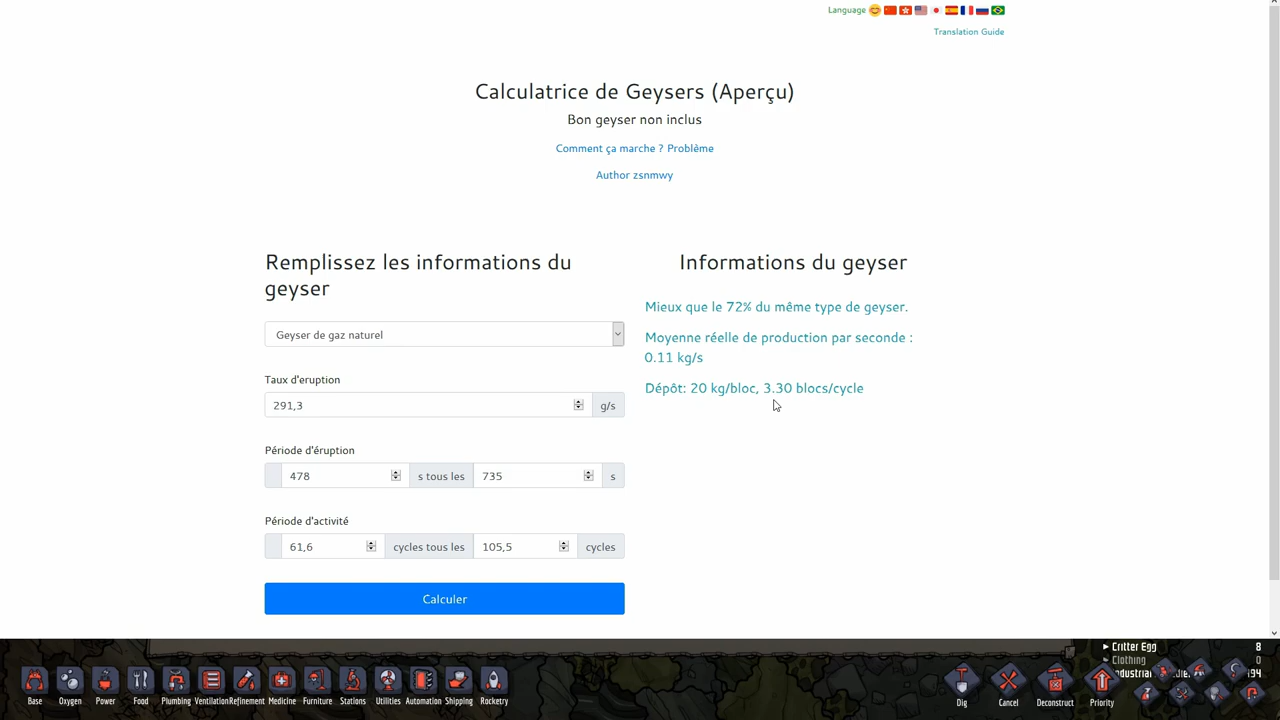 Language
Translation Guide
Calculatrice de Geysers (Aperçu)
Bon geyser non inclus
Comment ça marche ? Problème
Author zsnmwy
Remplissez les informations du
geyser
Geyser de gaz naturel
Taux d'eruption
291,3 g/s
Période d'éruption
478 s tous les 735 s
Période d'activité
61,6 cycles tous les 105,5 cycles
Calculer
Informations du geyser
Mieux que le 72% du même type de geyser.
Moyenne réelle de production par seconde :
0.11 kg/s
Dépôt: 20 kg/bloc, 3.30 blocs/cycle
Critter Egg 8
Clothing 0
Base Oxygen Power Food Plumbing Ventilation Refinement Medicine Furniture Stations Utilities Automation Shipping Rocketry
Dig Cancel Deconstruct Priority